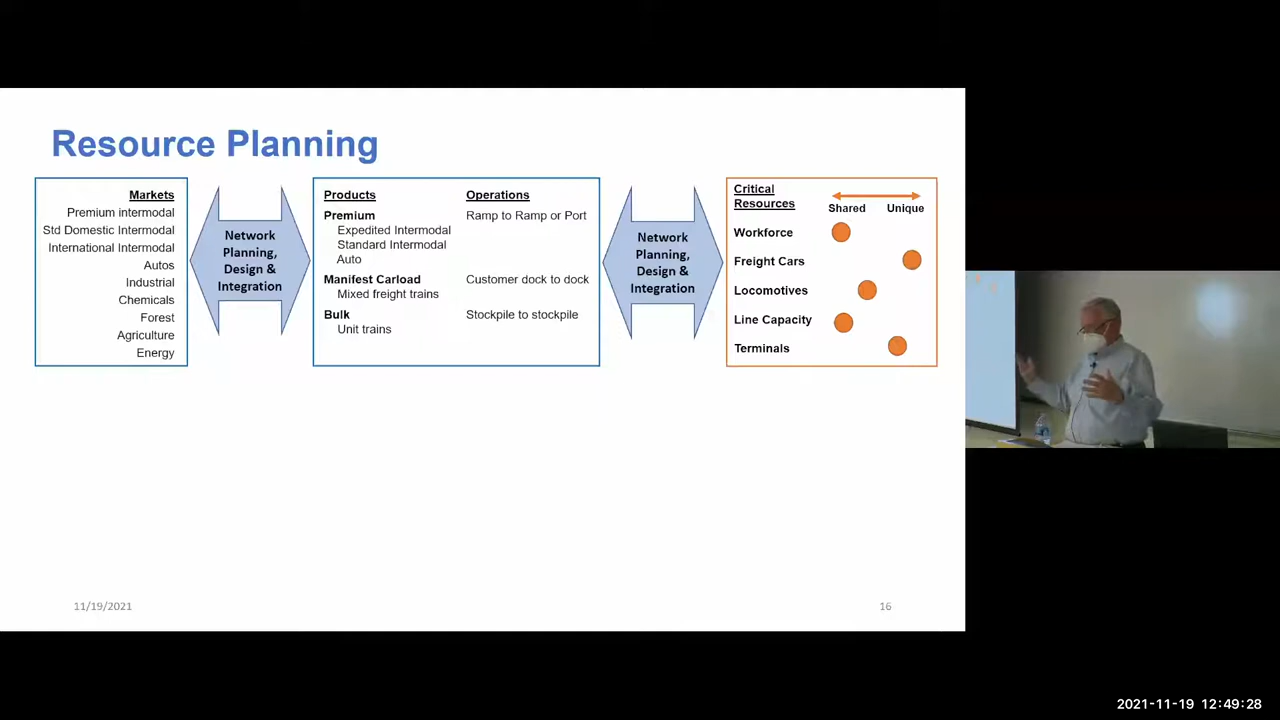 Resource Planning
Markets
Premium intermodal
Std Domestic Intermodal
International Intermodal
Autos
Industrial
Chemicals
Forest
Agriculture
Energy
Network
Planning,
Design &
Integration
Products
Operations
Premium
Ramp to Ramp or Port
Expedited Intermodal
Standard Intermodal
Auto
Manifest Carload
Customer dock to dock
Mixed freight trains
Bulk
Stockpile to stockpile
Unit trains
Network
Planning,
Design &
Integration
Critical
Resources
Shared
Unique
Workforce
Freight Cars
Locomotives
Line Capacity
Terminals
11/19/2021
16
2021-11-19 12:49:28